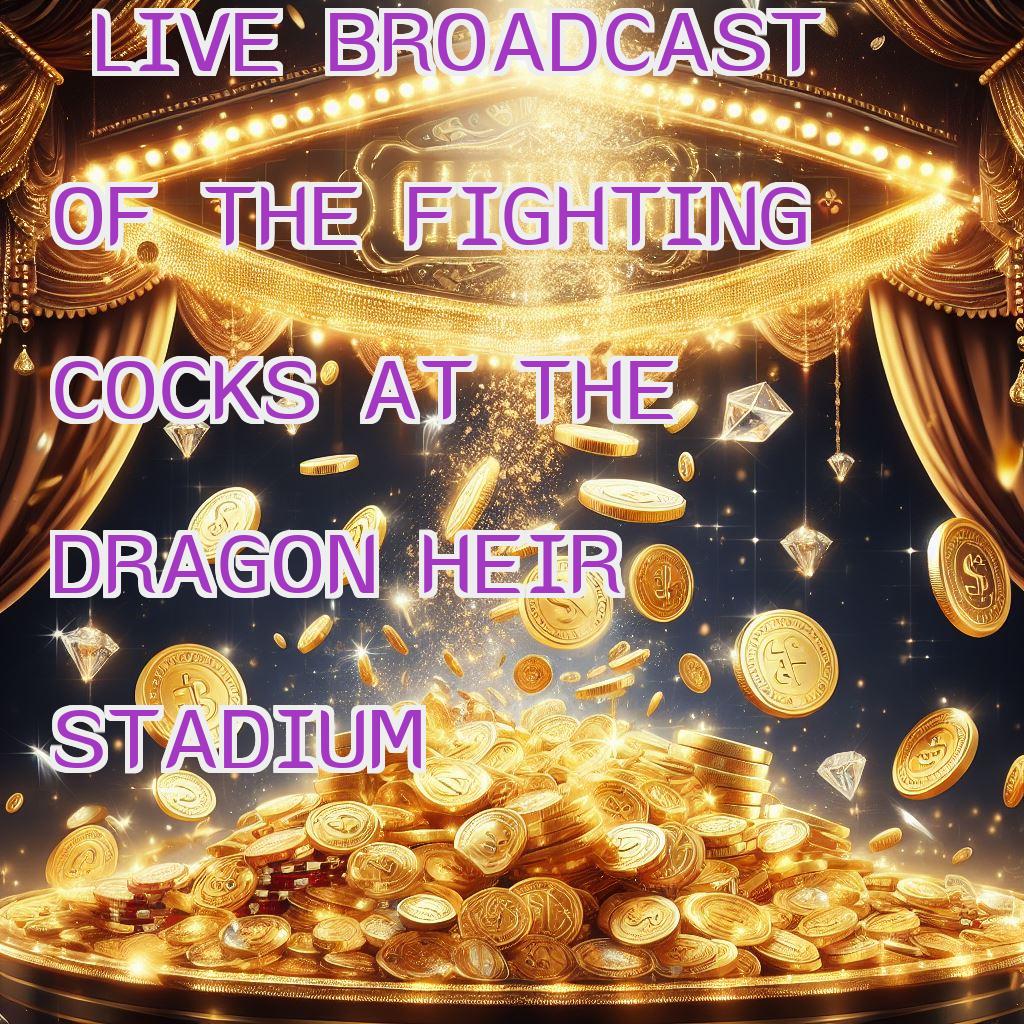 LIVE BROADCAST
OF THE FIGHTING
COCKS AT THE
DRAGON HEIR
STADIUM